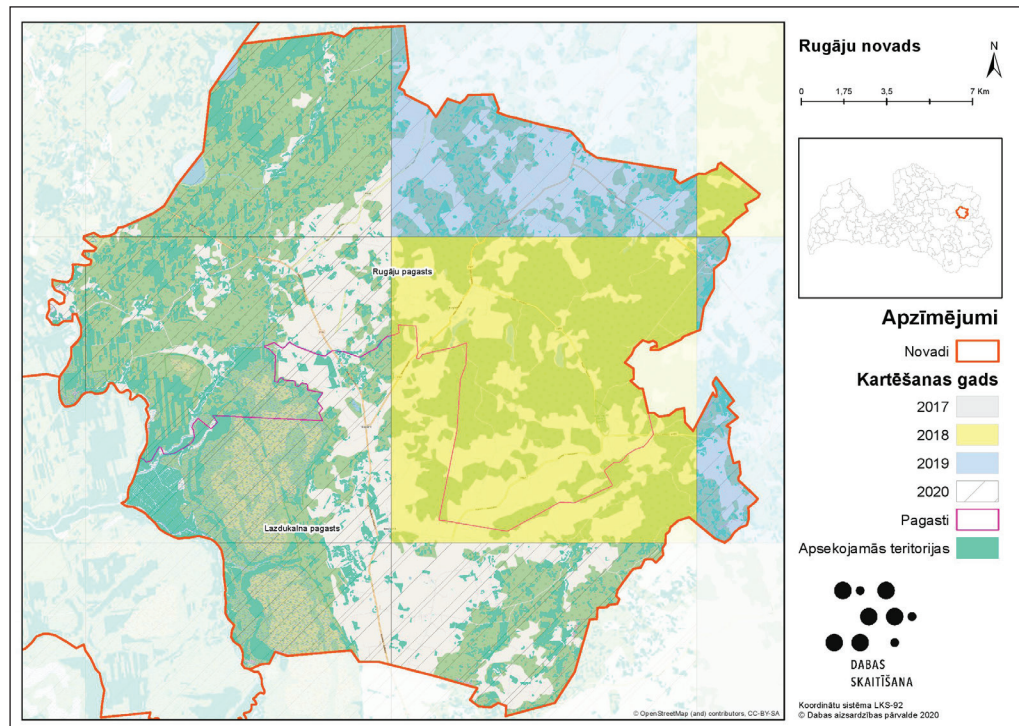 Rugāju novads
N
0 1,75 3,5 7 Km
Rugāju pagasts
Lazdukalna pagasts
Apzīmējumi
Novadi
Kartēšanas gads
2017
2018
2019
2020
Pagasti
Apsekojamās teritorijas
DABAS
SKAITĪŠANA
Koordinātu sistēma LKS-92
© Dabas aizsardzības pārvalde 2020
© OpenStreetMap (and) contributors, CC-BY-SA